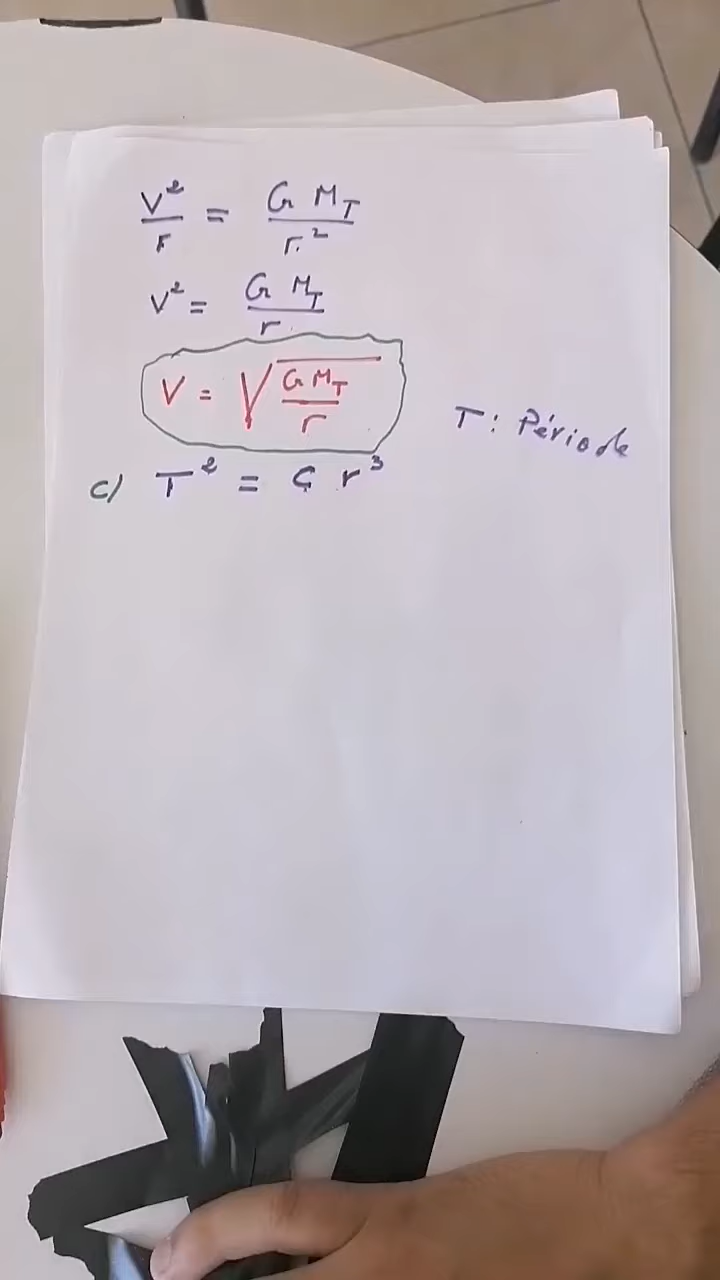 V² / r = G M_T / r²
V² = G M_T / r
V = √(G M_T / r)
T : Période
c) T² = C r³